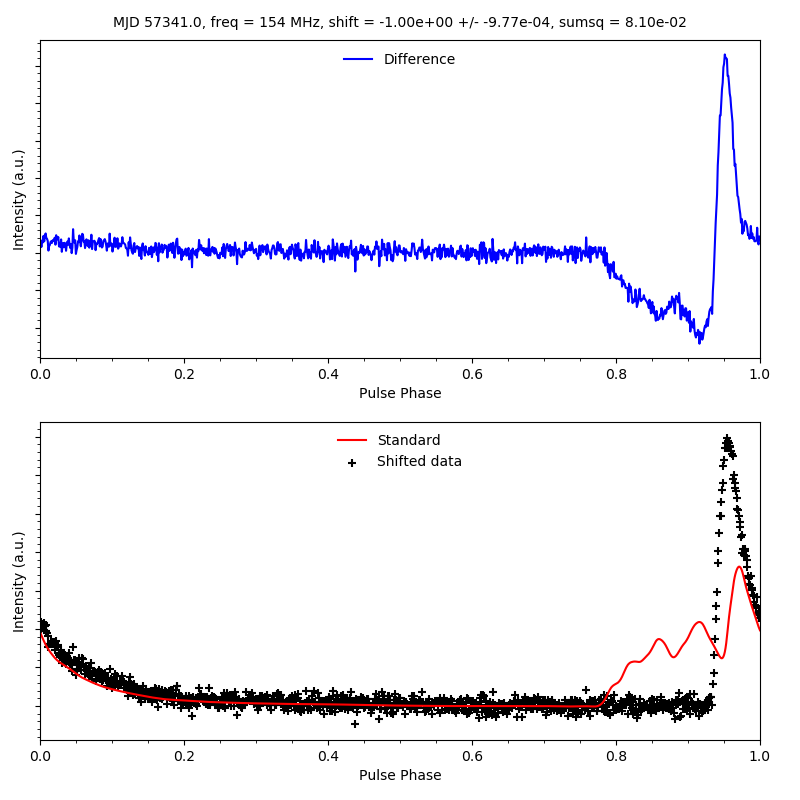 MJD 57341.0, freq = 154 MHz, shift = -1.00e+00 +/- -9.77e-04, sumsq = 8.10e-02
Difference
Intensity (a.u.)
0.0 0.2 0.4 0.6 0.8 1.0
Pulse Phase
Standard
Shifted data
Intensity (a.u.)
0.0 0.2 0.4 0.6 0.8 1.0
Pulse Phase